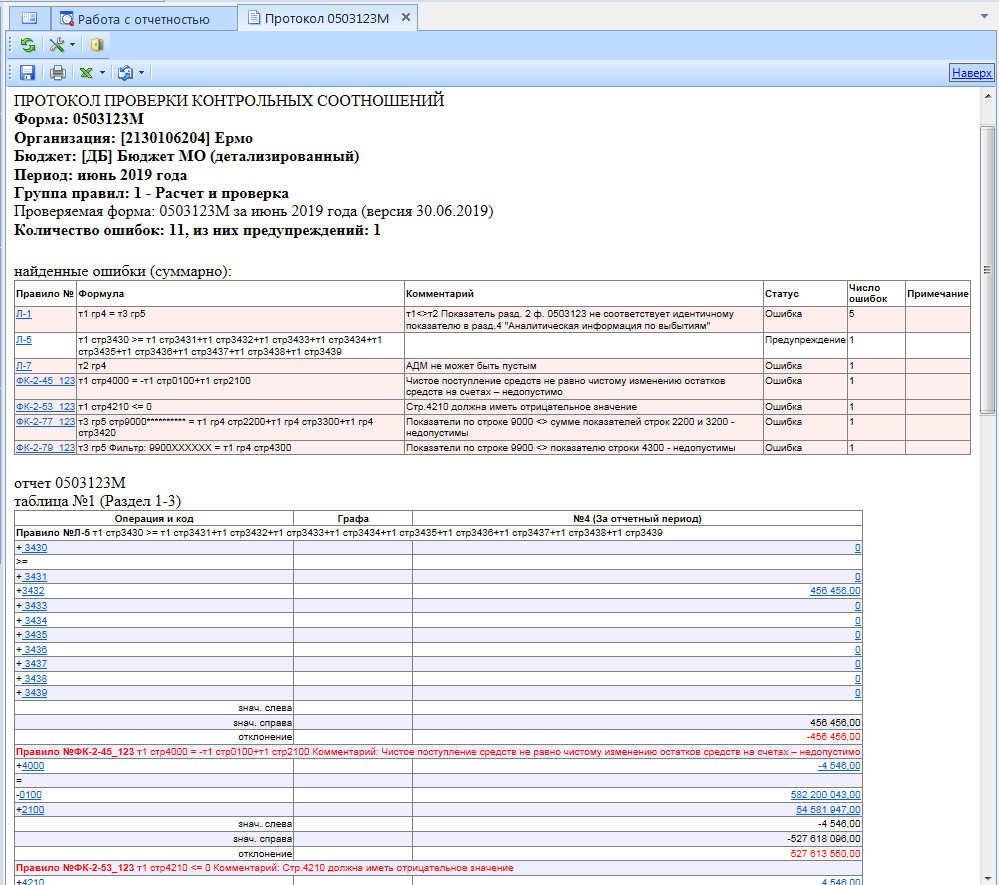 Работа с отчетностью
Протокол 0503123М
Наверх
ПРОТОКОЛ ПРОВЕРКИ КОНТРОЛЬНЫХ СООТНОШЕНИЙ
Форма: 0503123М
Организация: [2130106204] Ермо
Бюджет: [ДБ] Бюджет МО (детализированный)
Период: июнь 2019 года
Группа правил: 1 - Расчет и проверка
Проверяемая форма: 0503123М за июнь 2019 года (версия 30.06.2019)
Количество ошибок: 11, из них предупреждений: 1
найденные ошибки (суммарно):
Правило № Формула Комментарий Статус Число ошибок Примечание
Л-1 т1 гр4 = т3 гр5 т1<>т2 Показатель разд. 2 ф. 0503123 не соответствует идентичному Ошибка 5
показателю в разд.4 "Аналитическая информация по выбытиям"
Л-5 т1 стр3430 >= т1 стр3431+т1 стр3432+т1 стр3433+т1 стр3434+т1 Предупреждение 1
стр3435+т1 стр3436+т1 стр3437+т1 стр3438+т1 стр3439
Л-7 т2 гр4 АДМ не может быть пустым Ошибка 1
ФК-2-45_123 т1 стр4000 = -т1 стр0100+т1 стр2100 Чистое поступление средств не равно чистому изменению остатков Ошибка 1
средств на счетах – недопустимо
ФК-2-53_123 т1 стр4210 <= 0 Стр.4210 должна иметь отрицательное значение Ошибка 1
ФК-2-77_123 т3 гр5 стр9000********** = т1 гр4 стр2200+т1 гр4 стр3300+т1 гр4 Показатели по строке 9000 <> сумме показателей строк 2200 и 3200 - Ошибка 1
стр3420 недопустимы
ФК-2-79_123 т3 гр5 Фильтр: 9900XXXXXX = т1 гр4 стр4300 Показатели по строке 9900 <> показателю строки 4300 - недопустимы Ошибка 1
отчет 0503123М
таблица №1 (Раздел 1-3)
Операция и код Графа №4 (За отчетный период)
Правило №Л-5 т1 стр3430 >= т1 стр3431+т1 стр3432+т1 стр3433+т1 стр3434+т1 стр3435+т1 стр3436+т1 стр3437+т1 стр3438+т1 стр3439
+ 3430 0
>=
+ 3431 0
+3432 456 456,00
+ 3433 0
+ 3434 0
+ 3435 0
+ 3436 0
+ 3437 0
+ 3438 0
+ 3439 0
знач. слева
знач. справа 456 456,00
отклонение -456 456,00
Правило №ФК-2-45_123 т1 стр4000 = -т1 стр0100+т1 стр2100 Комментарий: Чистое поступление средств не равно чистому изменению остатков средств на счетах – недопустимо
+4000 -4 546,00
=
-0100 582 200 043,00
+2100 54 581 947,00
знач. слева -4 546,00
знач. справа -527 618 096,00
отклонение 527 613 550,00
Правило №ФК-2-53_123 т1 стр4210 <= 0 Комментарий: Стр.4210 должна иметь отрицательное значение
+4210 4 546,00